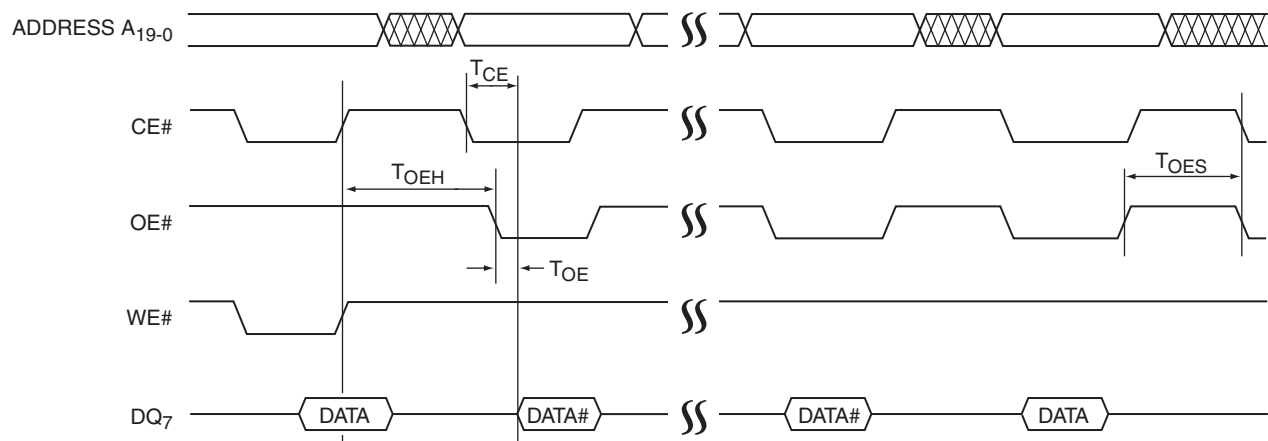 ADDRESS A19-0
TCE
CE#
TOEH
TOES
OE#
TOE
WE#
DQ7
DATA
DATA#
DATA#
DATA